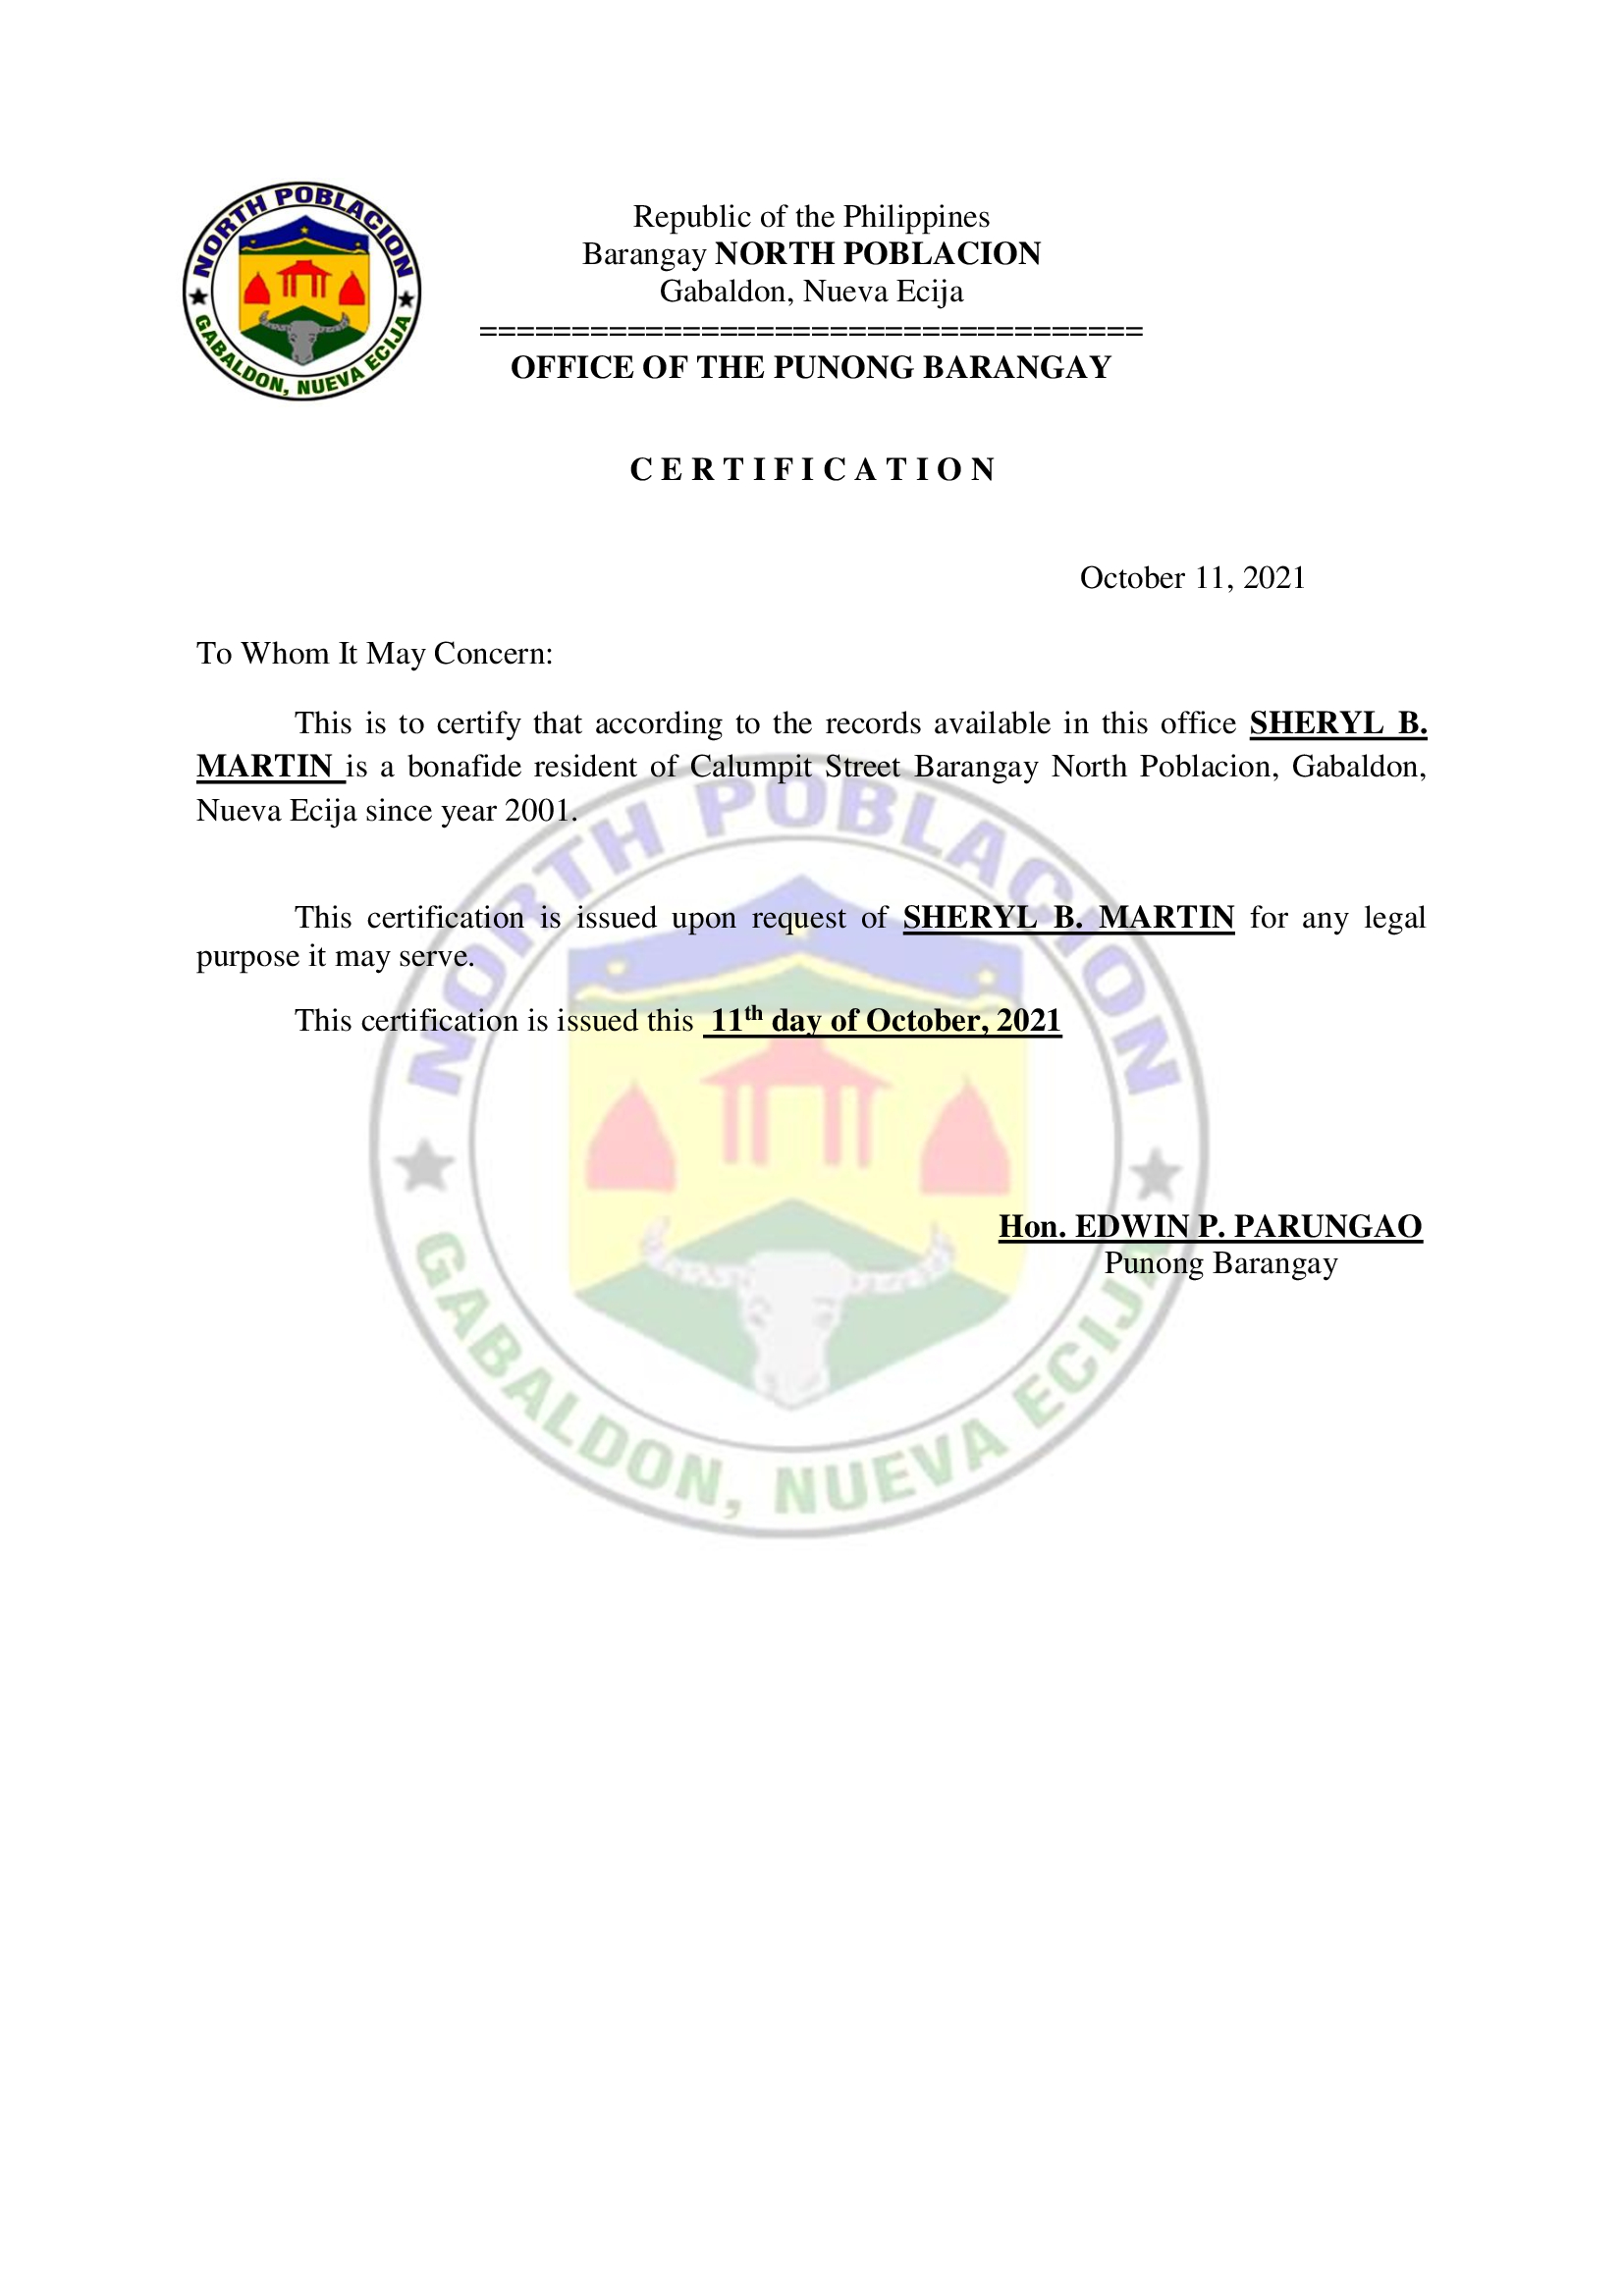 NORTH POBLACION
GABALDON, NUEVA ECIJA
Republic of the Philippines
Barangay NORTH POBLACION
Gabaldon, Nueva Ecija
====================================
OFFICE OF THE PUNONG BARANGAY
C E R T I F I C A T I O N
October 11, 2021
To Whom It May Concern:
This is to certify that according to the records available in this office SHERYL B.
MARTIN is a bonafide resident of Calumpit Street Barangay North Poblacion, Gabaldon,
Nueva Ecija since year 2001.
This certification is issued upon request of SHERYL B. MARTIN for any legal
purpose it may serve.
This certification is issued this 11th day of October, 2021
Hon. EDWIN P. PARUNGAO
Punong Barangay
NORTH POBLACION
GABALDON, NUEVA ECIJA